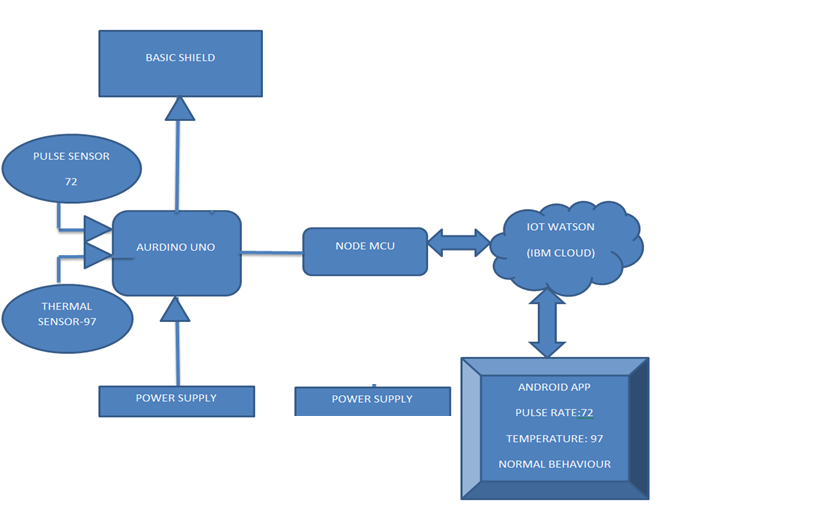 BASIC SHIELD
PULSE SENSOR
72
AURDINO UNO
NODE MCU
IOT WATSON
(IBM CLOUD)
THERMAL
SENSOR-97
POWER SUPPLY
POWER SUPPLY
ANDROID APP
PULSE RATE:72
TEMPERATURE: 97
NORMAL BEHAVIOUR